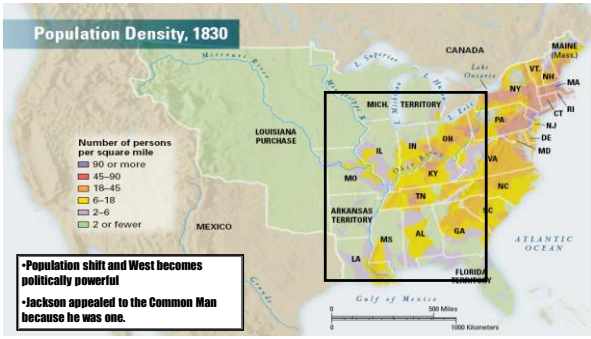 Population Density, 1830
Missouri River
L. Superior
CANADA
MAINE
(Mass.)
Lake
Ontario
VT.
NH
MA
NY
Mississippi R.
L. Michigan
L. Huron
L. Erie
MICH. TERRITORY
CT
RI
PA
NJ
DE
MD
LOUISIANA
PURCHASE
Number of persons
per square mile
90 or more
45–90
18–45
6–18
2–6
2 or fewer
IL
IN
OH
Ohio River
VA
MO
KY
NC
TN
ARKANSAS
TERRITORY
SC
MEXICO
MS
AL
GA
ATLANTIC
OCEAN
LA
FLORIDA
TERRITORY
•Population shift and West becomes
politically powerful
•Jackson appealed to the Common Man
because he was one.
Grande
Gulf of Mexico
0 500 Miles
0 1000 Kilometers